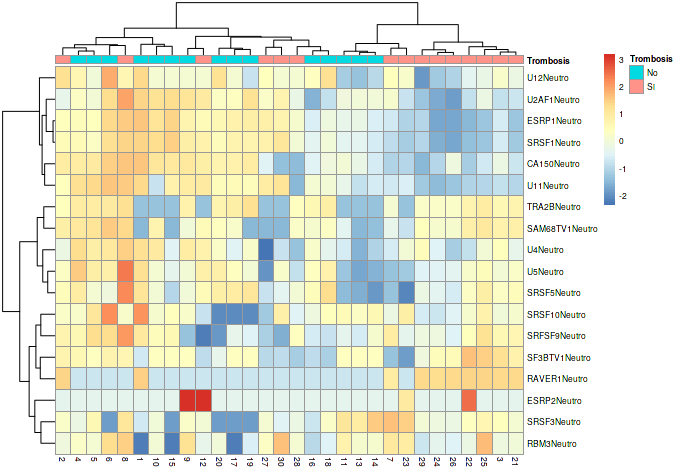 Trombosis
3
2
1
0
-1
-2
Trombosis
No
SI
U12Neutro
U2AF1Neutro
ESRP1Neutro
SRSF1Neutro
CA150Neutro
U11Neutro
TRA2BNeutro
SAM68TV1Neutro
U4Neutro
U5Neutro
SRSF5Neutro
SRSF10Neutro
SRFSF9Neutro
SF3BTV1Neutro
RAVER1Neutro
ESRP2Neutro
SRSF3Neutro
RBM3Neutro
2 4 5 6 8 1 10 15 9 12 20 17 19 27 30 28 16 18 11 13 14 7 23 29 24 26 22 25 3 21